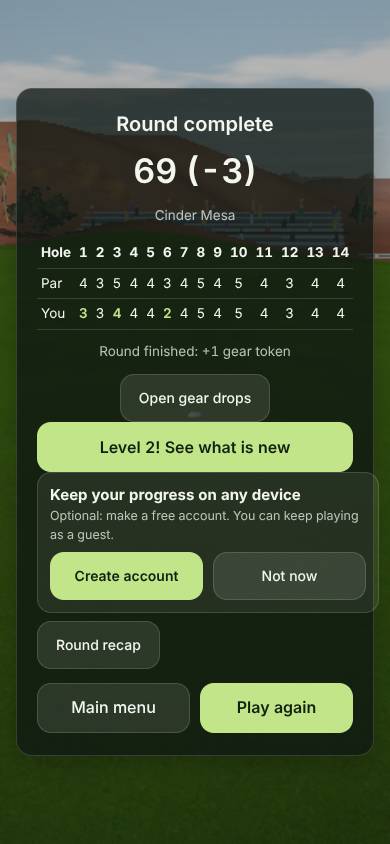 Round complete
69 (-3)
Cinder Mesa
Hole 1 2 3 4 5 6 7 8 9 10 11 12 13 14
Par 4 3 5 4 4 3 4 5 4 5 4 3 4 4
You 3 3 4 4 4 2 4 5 4 5 4 3 4 4
Round finished: +1 gear token
Open gear drops
Level 2! See what is new
Keep your progress on any device
Optional: make a free account. You can keep playing
as a guest.
Create account Not now
Round recap
Main menu Play again